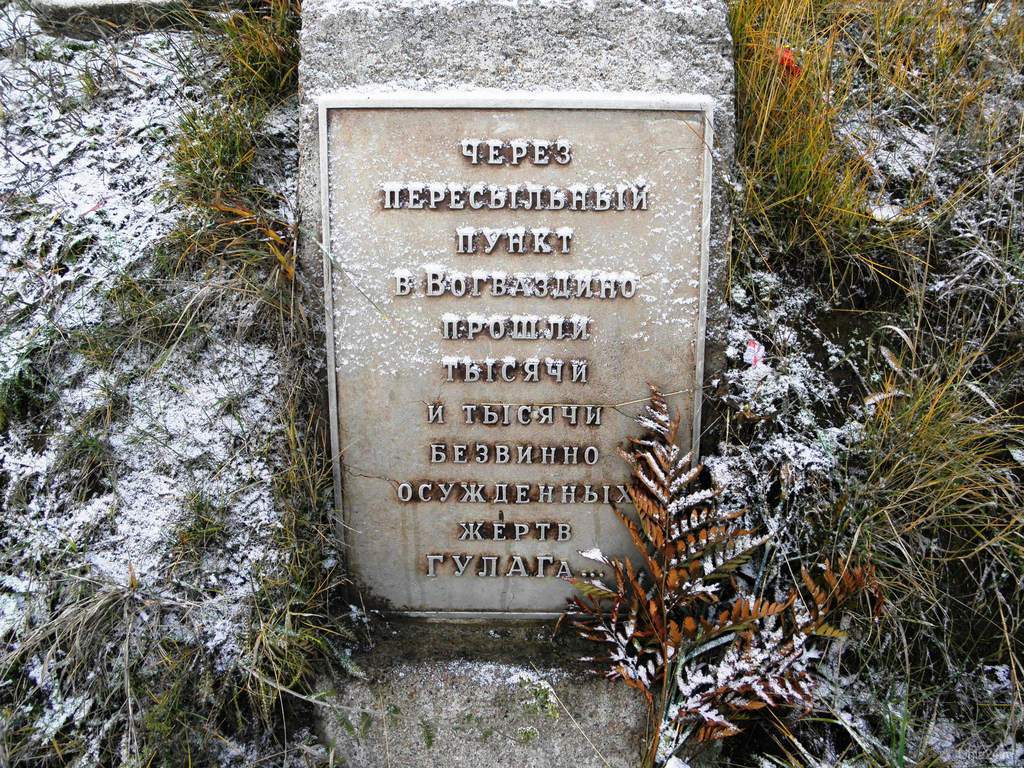 ЧЕРЕЗ
ПЕРЕСЫЛЬНЫЙ
ПУНКТ
В ВОГВАЗДИНО
ПРОШЛИ
ТЫСЯЧИ
И ТЫСЯЧИ
БЕЗВИННО
ОСУЖДЕННЫХ
ЖЕРТВ
ГУЛАГА...